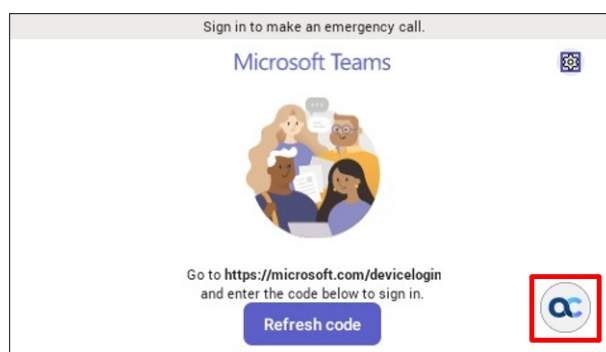 Sign in to make an emergency call.
Microsoft Teams
Go to https://microsoft.com/devicelogin
and enter the code below to sign in.
Refresh code
ac